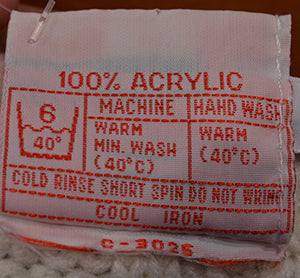 100% ACRYLIC
6
40°
MACHINE
WARM
MIN. WASH
(40°C)
HAND WASH
WARM
(40°C)
COLD RINSE SHORT SPIN DO NOT WRING
COOL IRON
C-3025